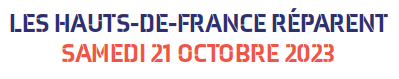 LES HAUTS-DE-FRANCE RÉPARENT
SAMEDI 21 OCTOBRE 2023